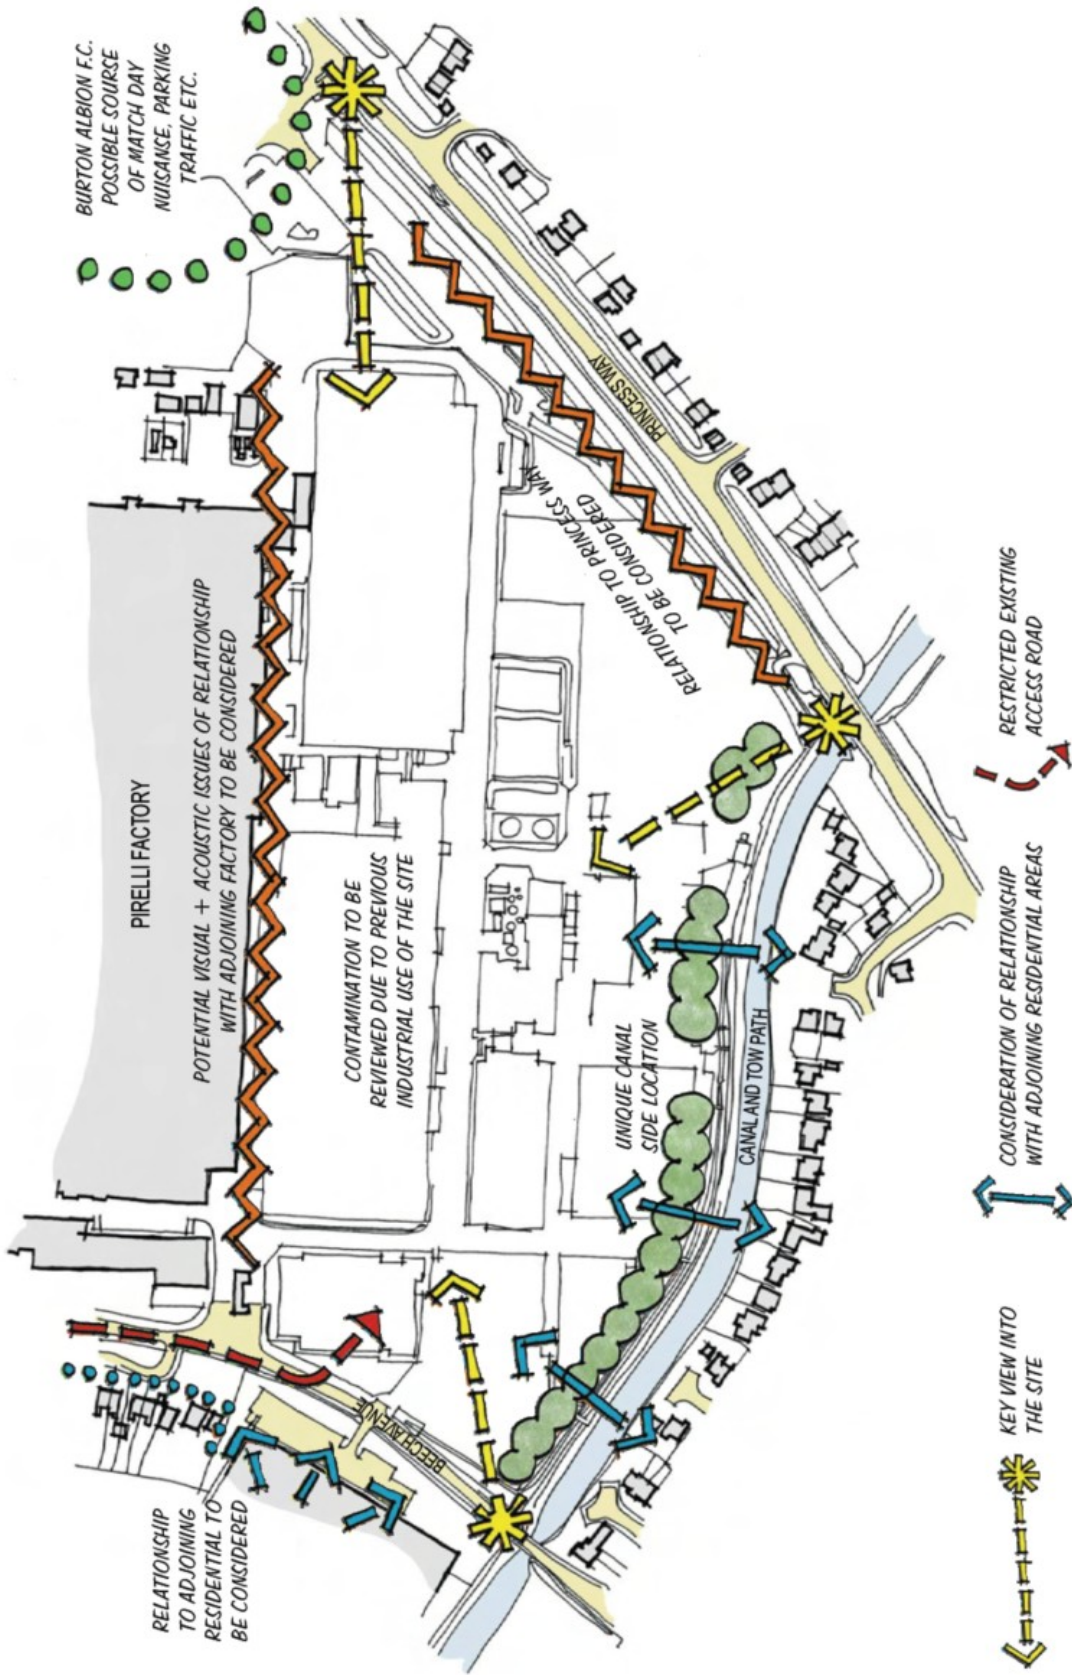 BURTON ALBION F.C.
POSSIBLE SOURSE
OF MATCH DAY
NUISANSE, PARKING
TRAFFIC ETC.
PIRELLI FACTORY
POTENTIAL VISUAL + ACOUSTIC ISSUES OF RELATIONSHIP
WITH ADJOINING FACTORY TO BE CONSIDERED
CONTAMINATION TO BE
REVIEWED DUE TO PREVIOUS
INDUSTRIAL USE OF THE SITE
RELATIONSHIP TO PRINCESS WAY
TO BE CONSIDERED
PRINCESS WAY
UNIQUE CANAL
SIDE LOCATION
CANAL AND TOW PATH
BEECH AVENUE
RELATIONSHIP
TO ADJOINING
RESIDENTIAL TO
BE CONSIDERED
KEY VIEW INTO
THE SITE
CONSIDERATION OF RELATIONSHIP
WITH ADJOINING RESIDENTIAL AREAS
RESTRICTED EXISTING
ACCESS ROAD